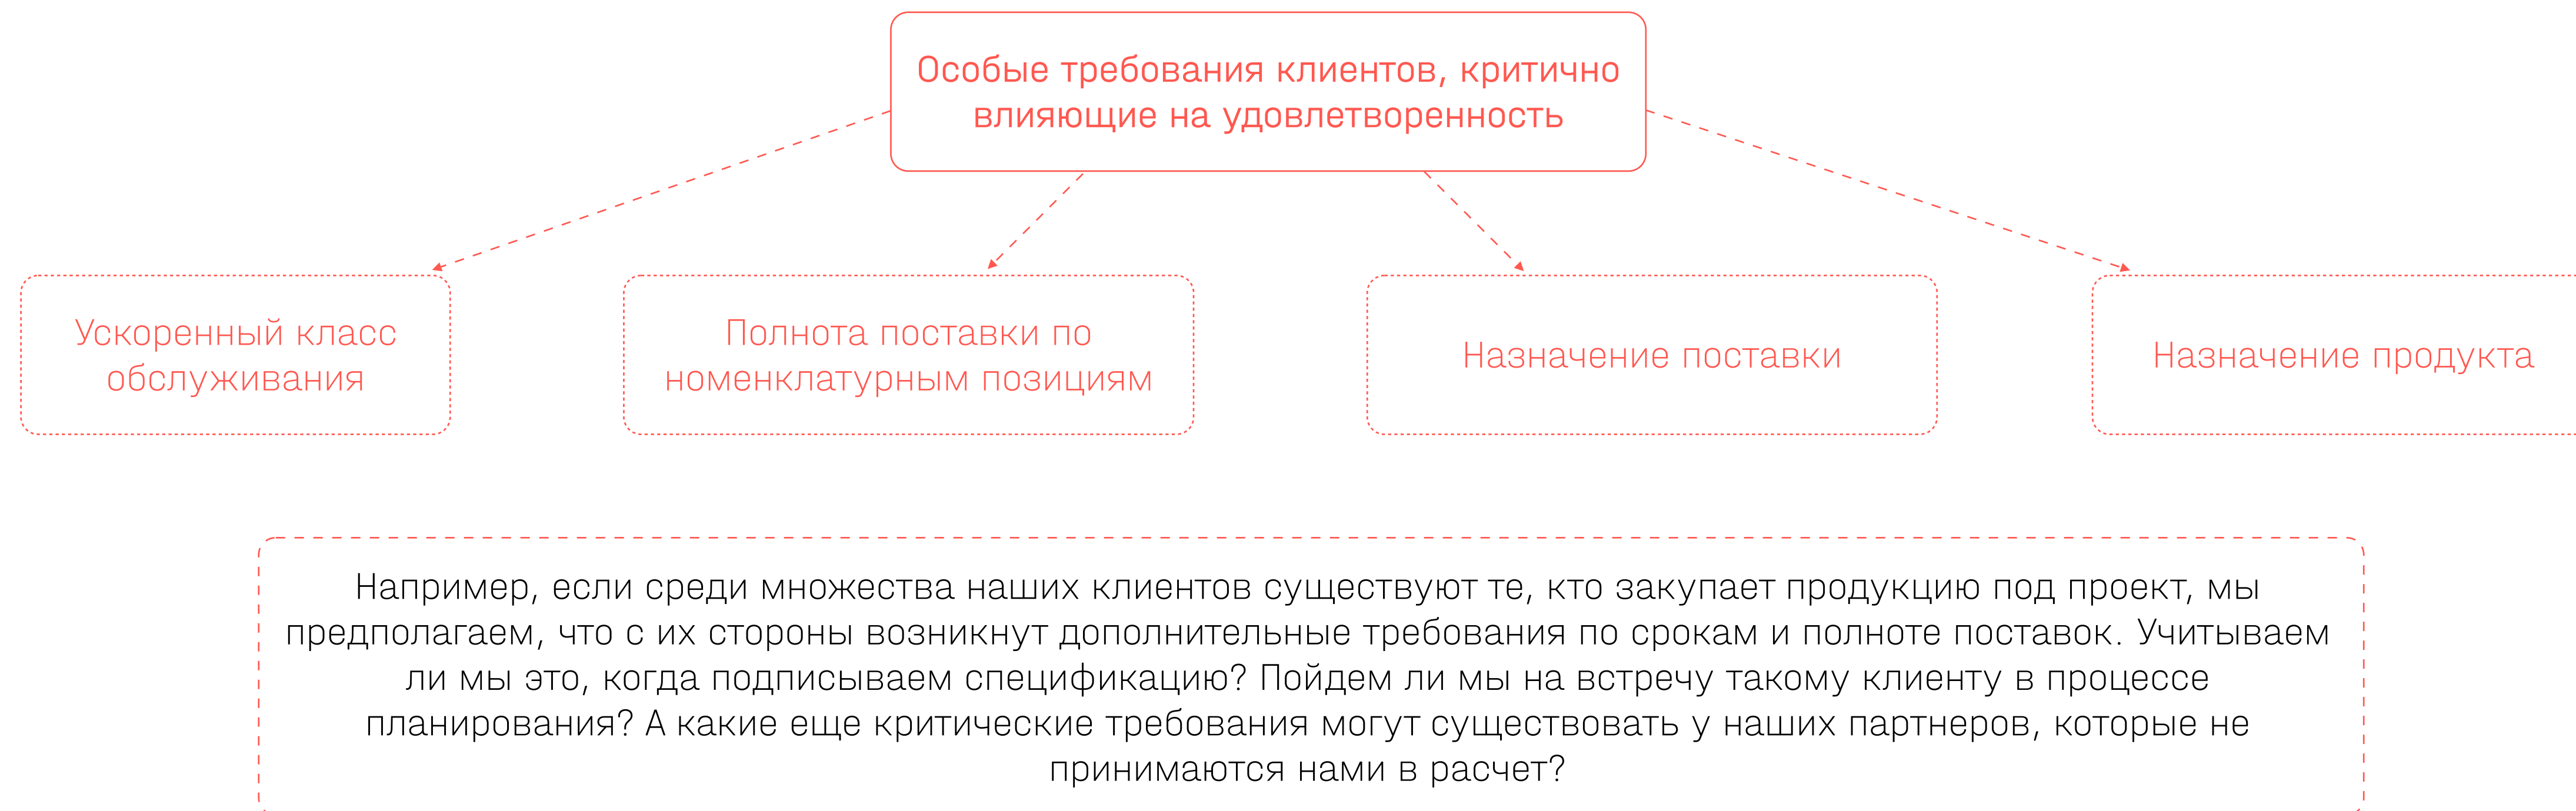 Особые требования клиентов, критично
влияющие на удовлетворенность
Ускоренный класс
обслуживания
Полнота поставки по
номенклатурным позициям
Назначение поставки
Назначение продукта
Например, если среди множества наших клиентов существуют те, кто закупает продукцию под проект, мы
предполагаем, что с их стороны возникнут дополнительные требования по срокам и полноте поставок. Учитываем
ли мы это, когда подписываем спецификацию? Пойдем ли мы на встречу такому клиенту в процессе
планирования? А какие еще критические требования могут существовать у наших партнеров, которые не
принимаются нами в расчет?